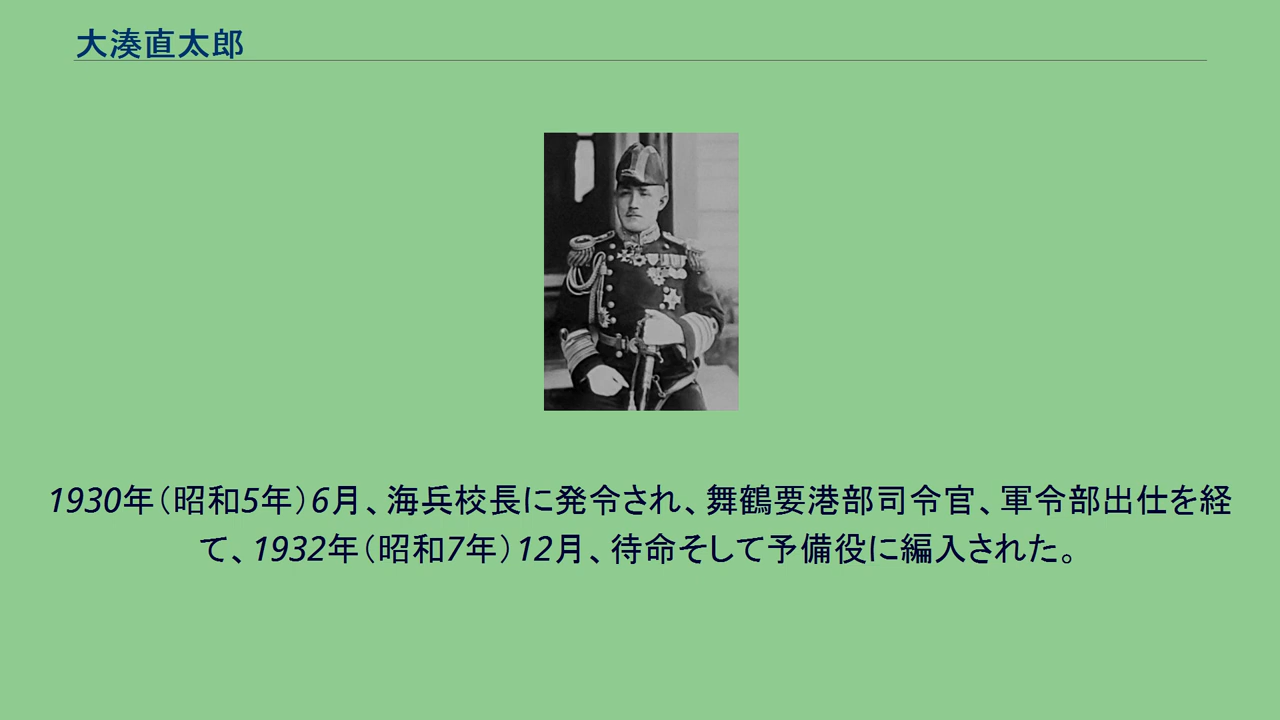 大湊直太郎
1930年（昭和5年）6月、海兵校長に発令され、舞鶴要港部司令官、軍令部出仕を経
て、1932年（昭和7年）12月、待命そして予備役に編入された。